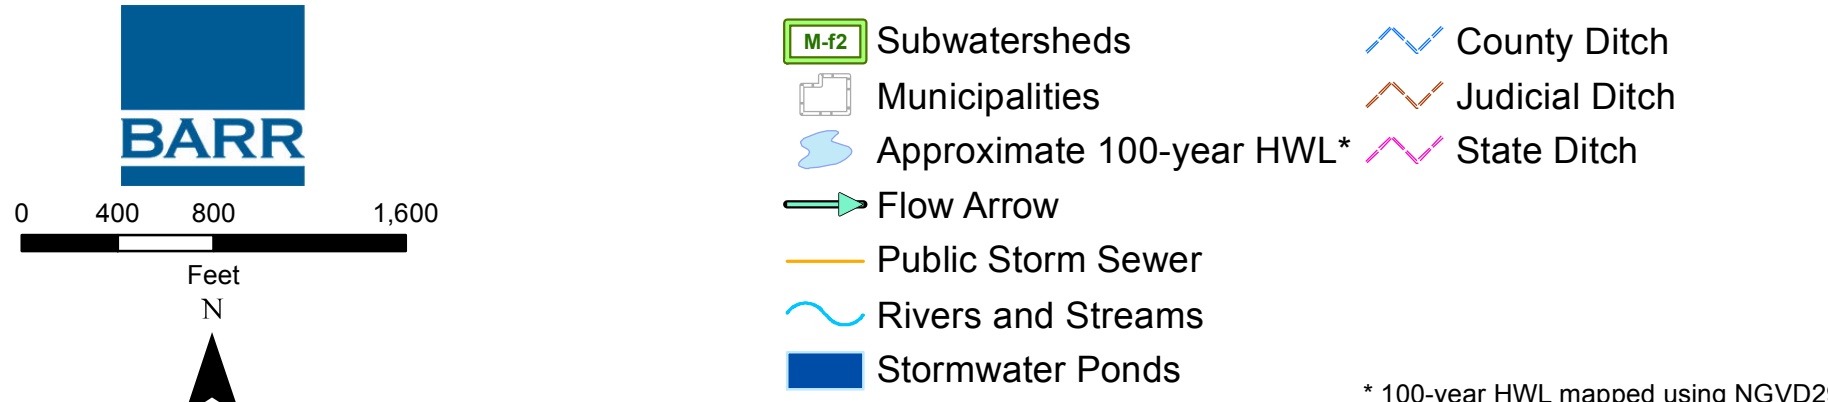 BARR
0 400 800 1,600
Feet
N
M-f2 Subwatersheds
Municipalities
Approximate 100-year HWL*
Flow Arrow
Public Storm Sewer
Rivers and Streams
Stormwater Ponds
County Ditch
Judicial Ditch
State Ditch
* 100-year HWL mapped using